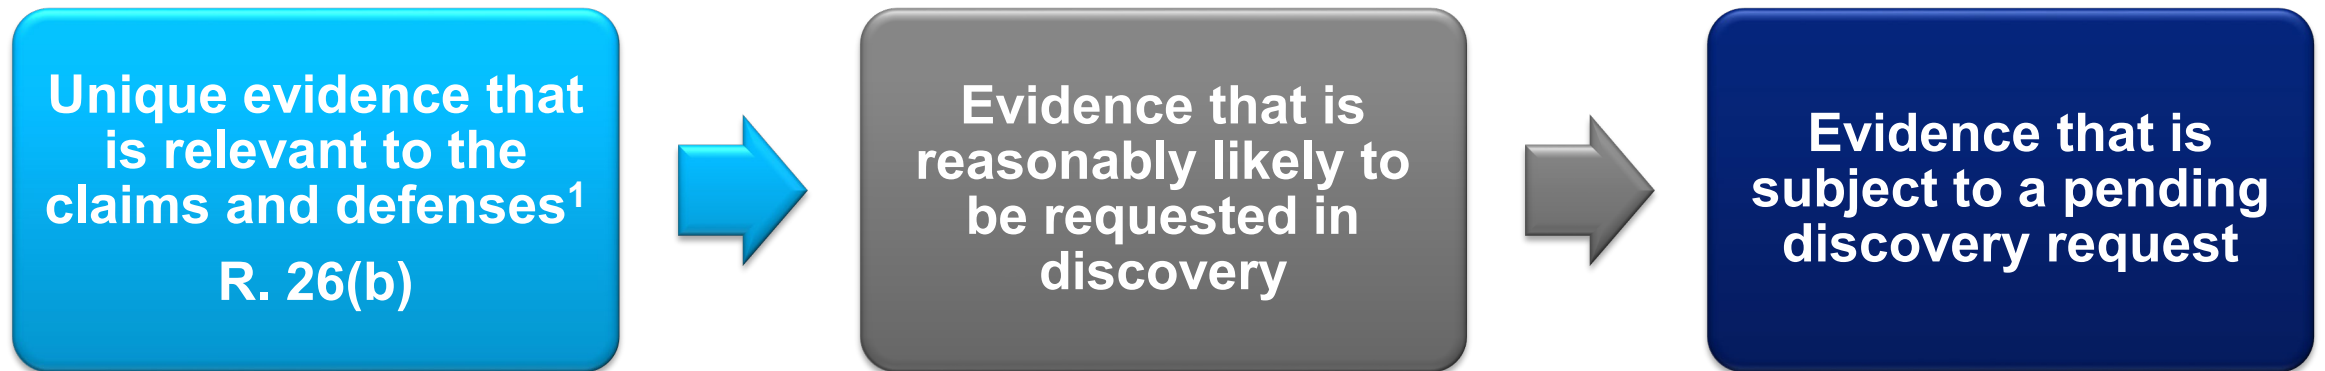 Unique evidence that
is relevant to the
claims and defenses¹
R. 26(b)
Evidence that is
reasonably likely to
be requested in
discovery
Evidence that is
subject to a pending
discovery request